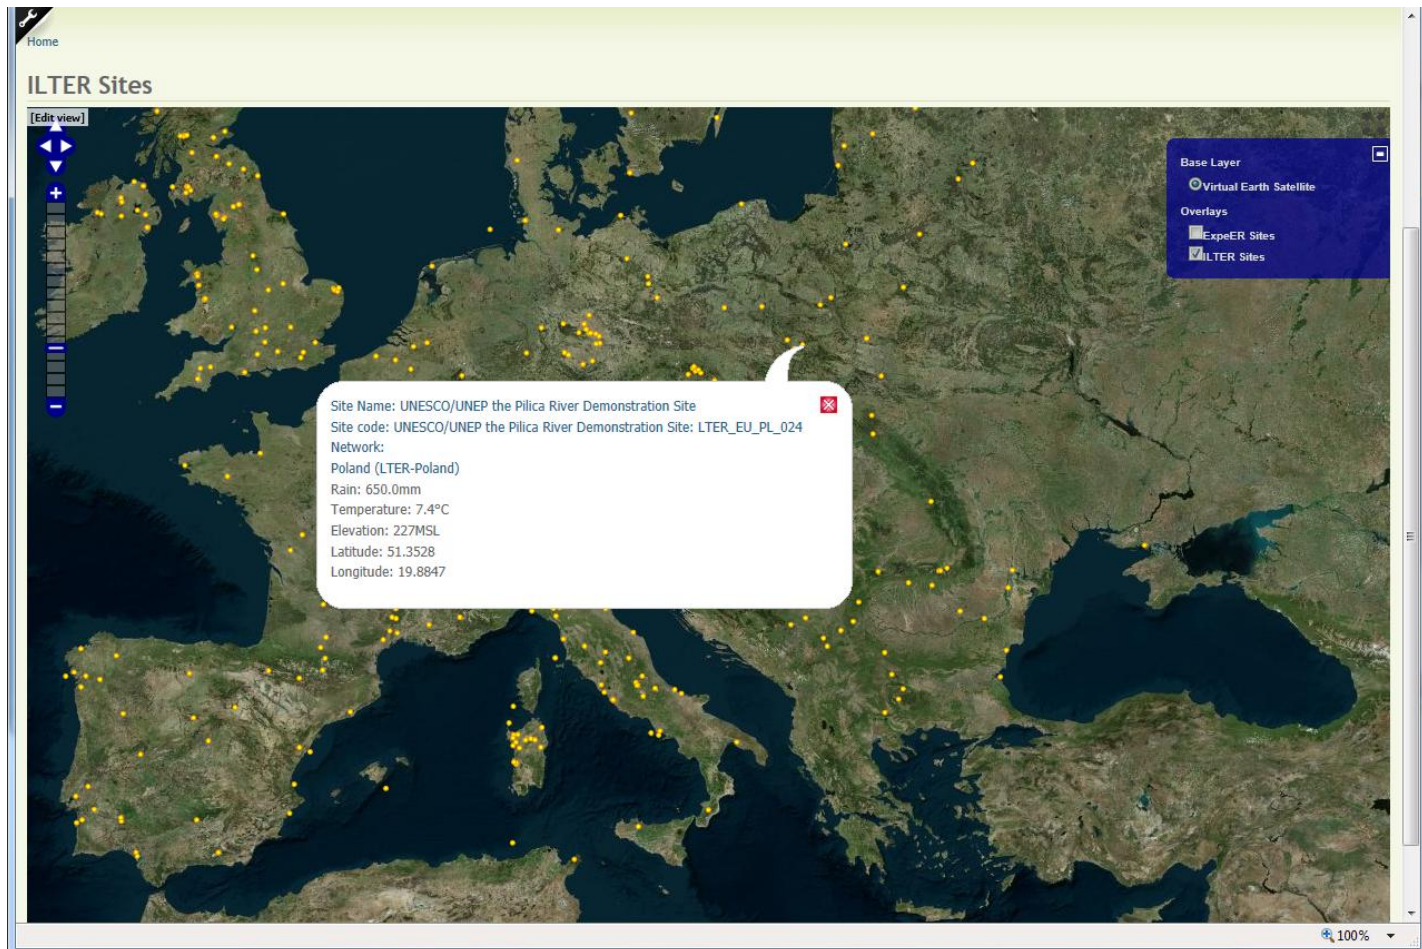 Home
ILTER Sites
[Edit view]
Base Layer
Virtual Earth Satellite
Overlays
ExpeER Sites
ILTER Sites
Site Name: UNESCO/UNEP the Pilica River Demonstration Site
Site code: UNESCO/UNEP the Pilica River Demonstration Site: LTER_EU_PL_024
Network:
Poland (LTER-Poland)
Rain: 650.0mm
Temperature: 7.4°C
Elevation: 227MSL
Latitude: 51.3528
Longitude: 19.8847
100%